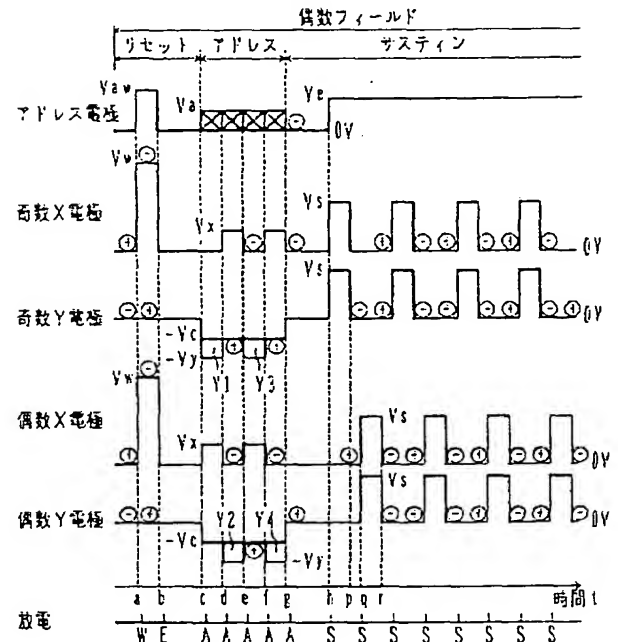 偶数フィールド
リセット アドレス サスティン
Vaw
Va
Ve
アドレス電極
0V
Vw
⊖
⊖
Vs
奇数X電極
Vx
⊕ ⊖ ⊖ ⊕ ⊖ ⊕ ⊖ ⊕ ⊖
0V
Vs
奇数Y電極
⊖ ⊕ ⊖ ⊕ ⊖ ⊕ ⊖ ⊕
0V
-Vc
⊕ ⊕
-Vy
Y1 Y3
Vw
⊖
偶数X電極
Vs
Vx
⊕ ⊖ ⊖ ⊕ ⊖ ⊕ ⊖ ⊕ ⊖
0V
Vs
偶数Y電極
⊖ ⊕ ⊕ ⊖ ⊕ ⊖ ⊕ ⊖
0V
-Vc
Y2 Y4
⊕
-Vy
a b c d e f g h p q r 時間t
放電
W E A A A A A S S S S S S S S